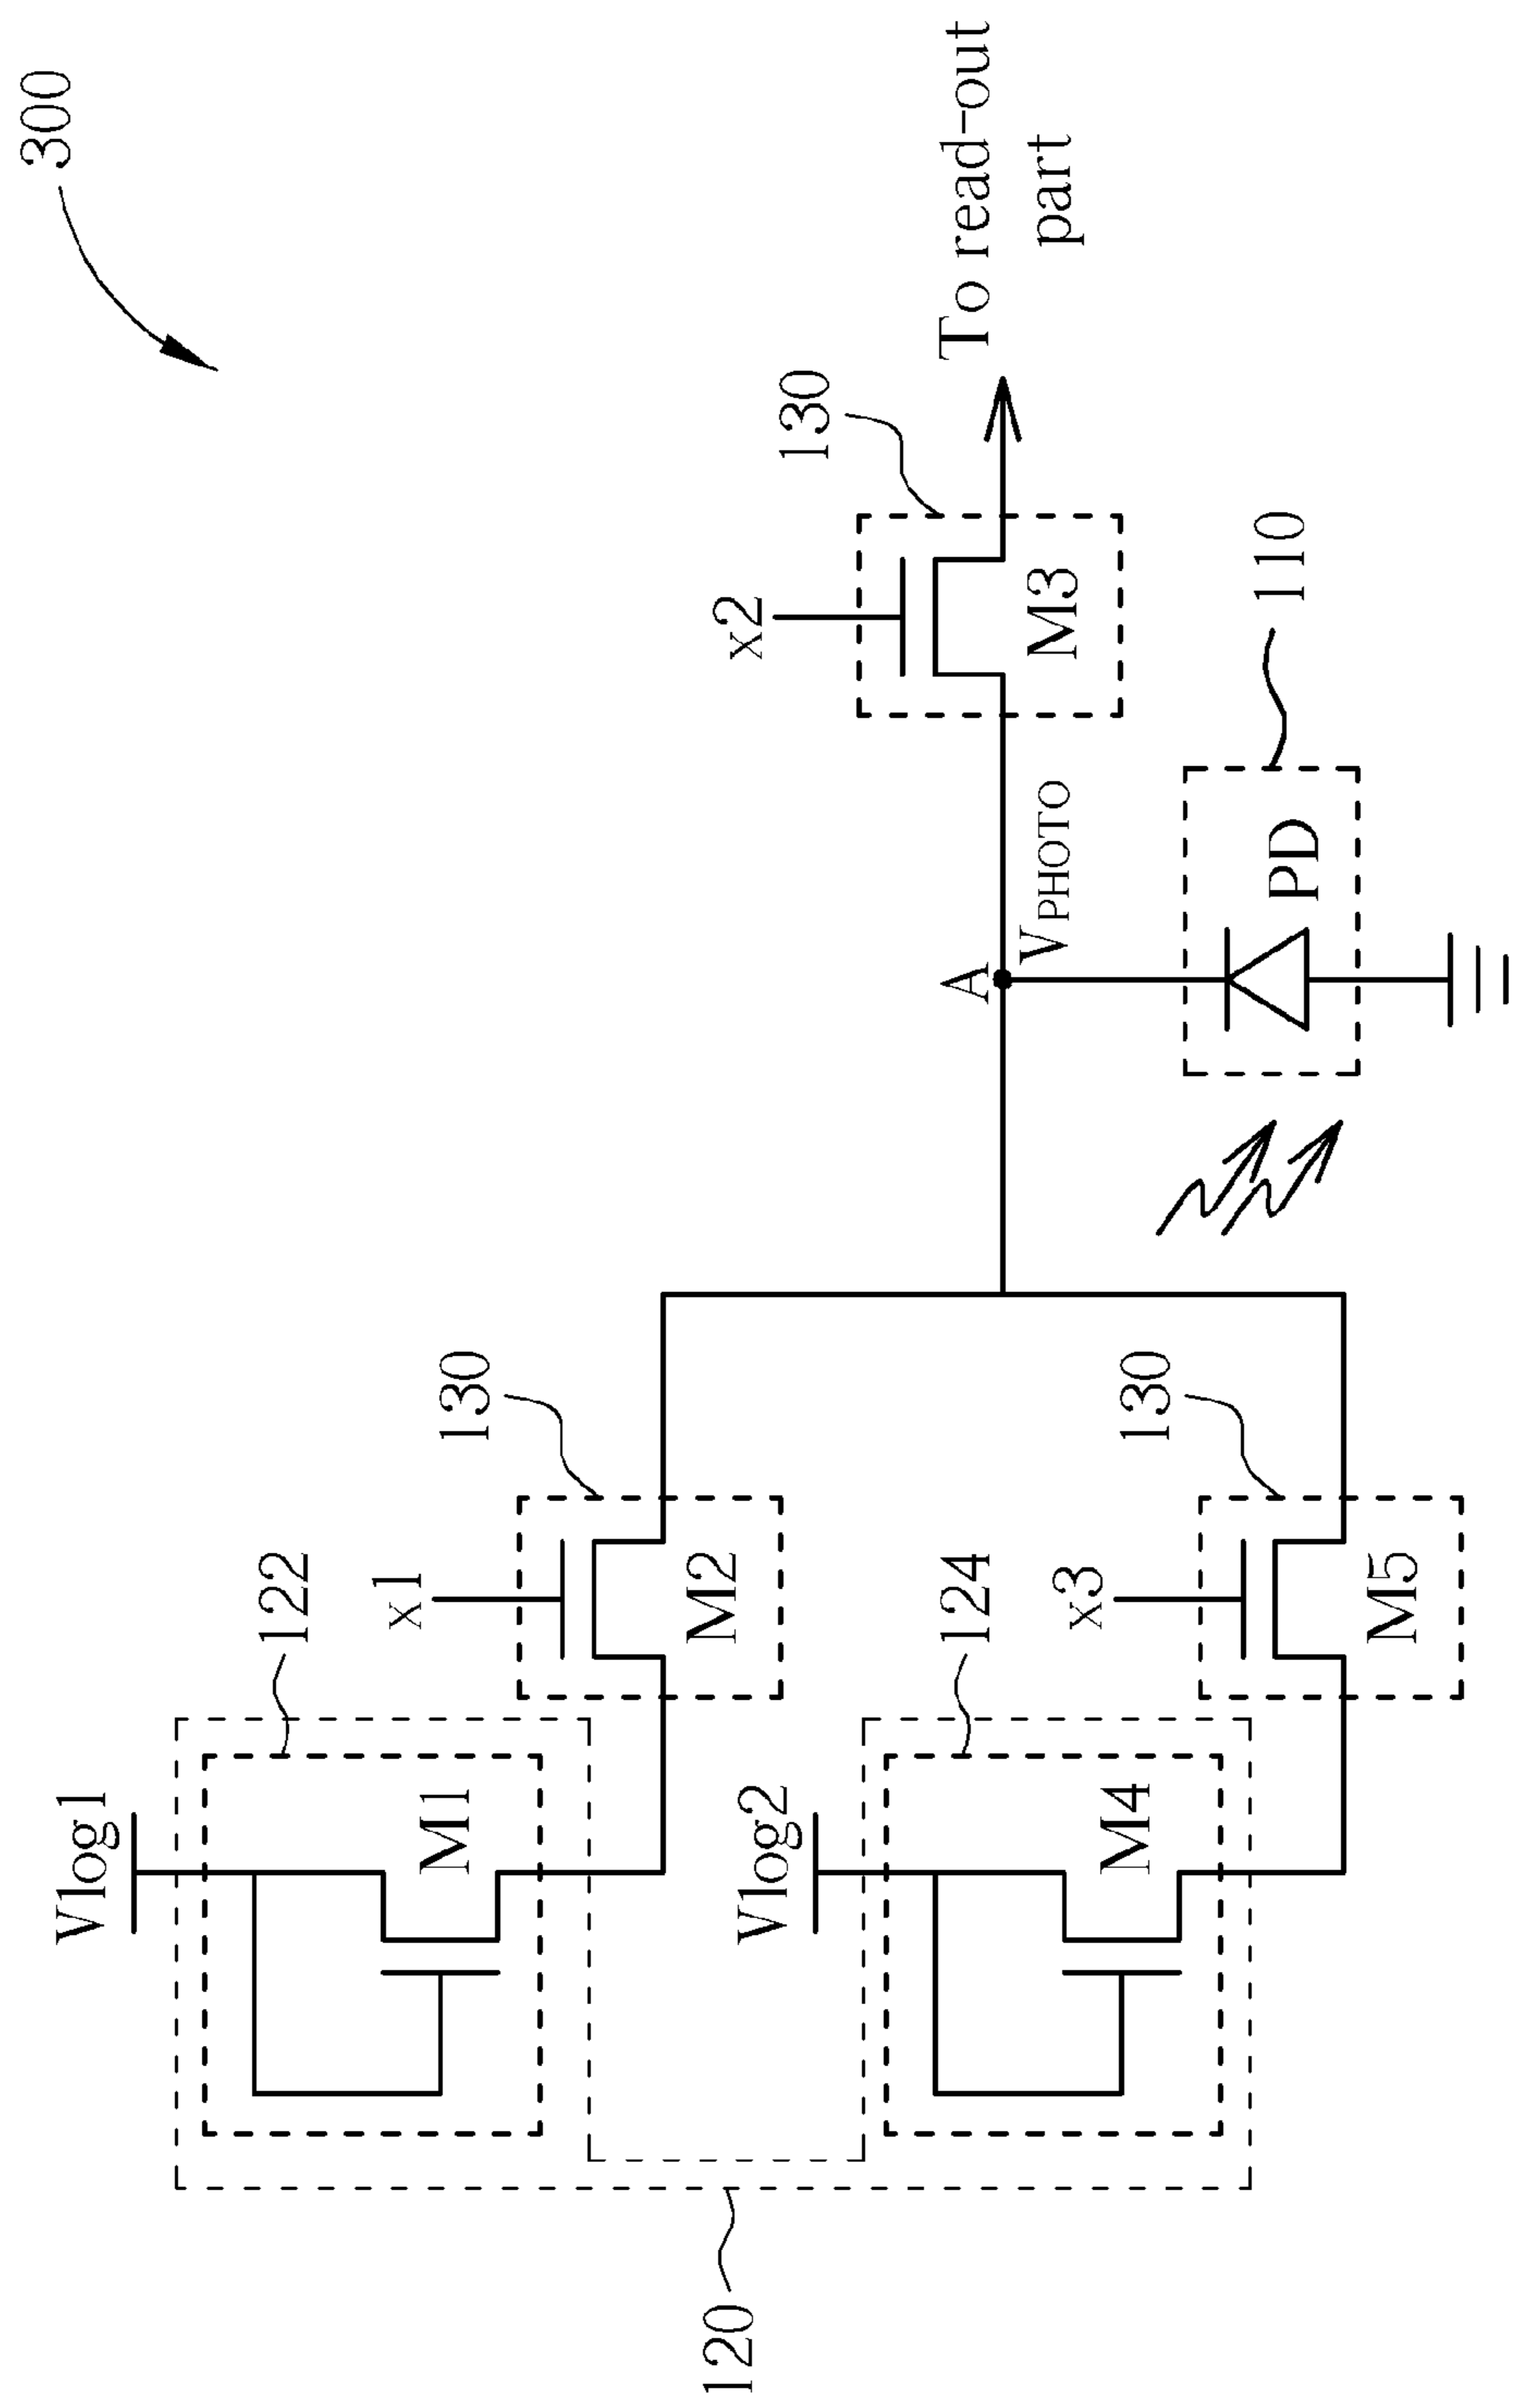 300
Vlog1
122
x1
130
M1
M2
x2
130
To read-out
part
A
VPHOTO
M3
120
Vlog2
124
x3
130
M4
M5
PD
110